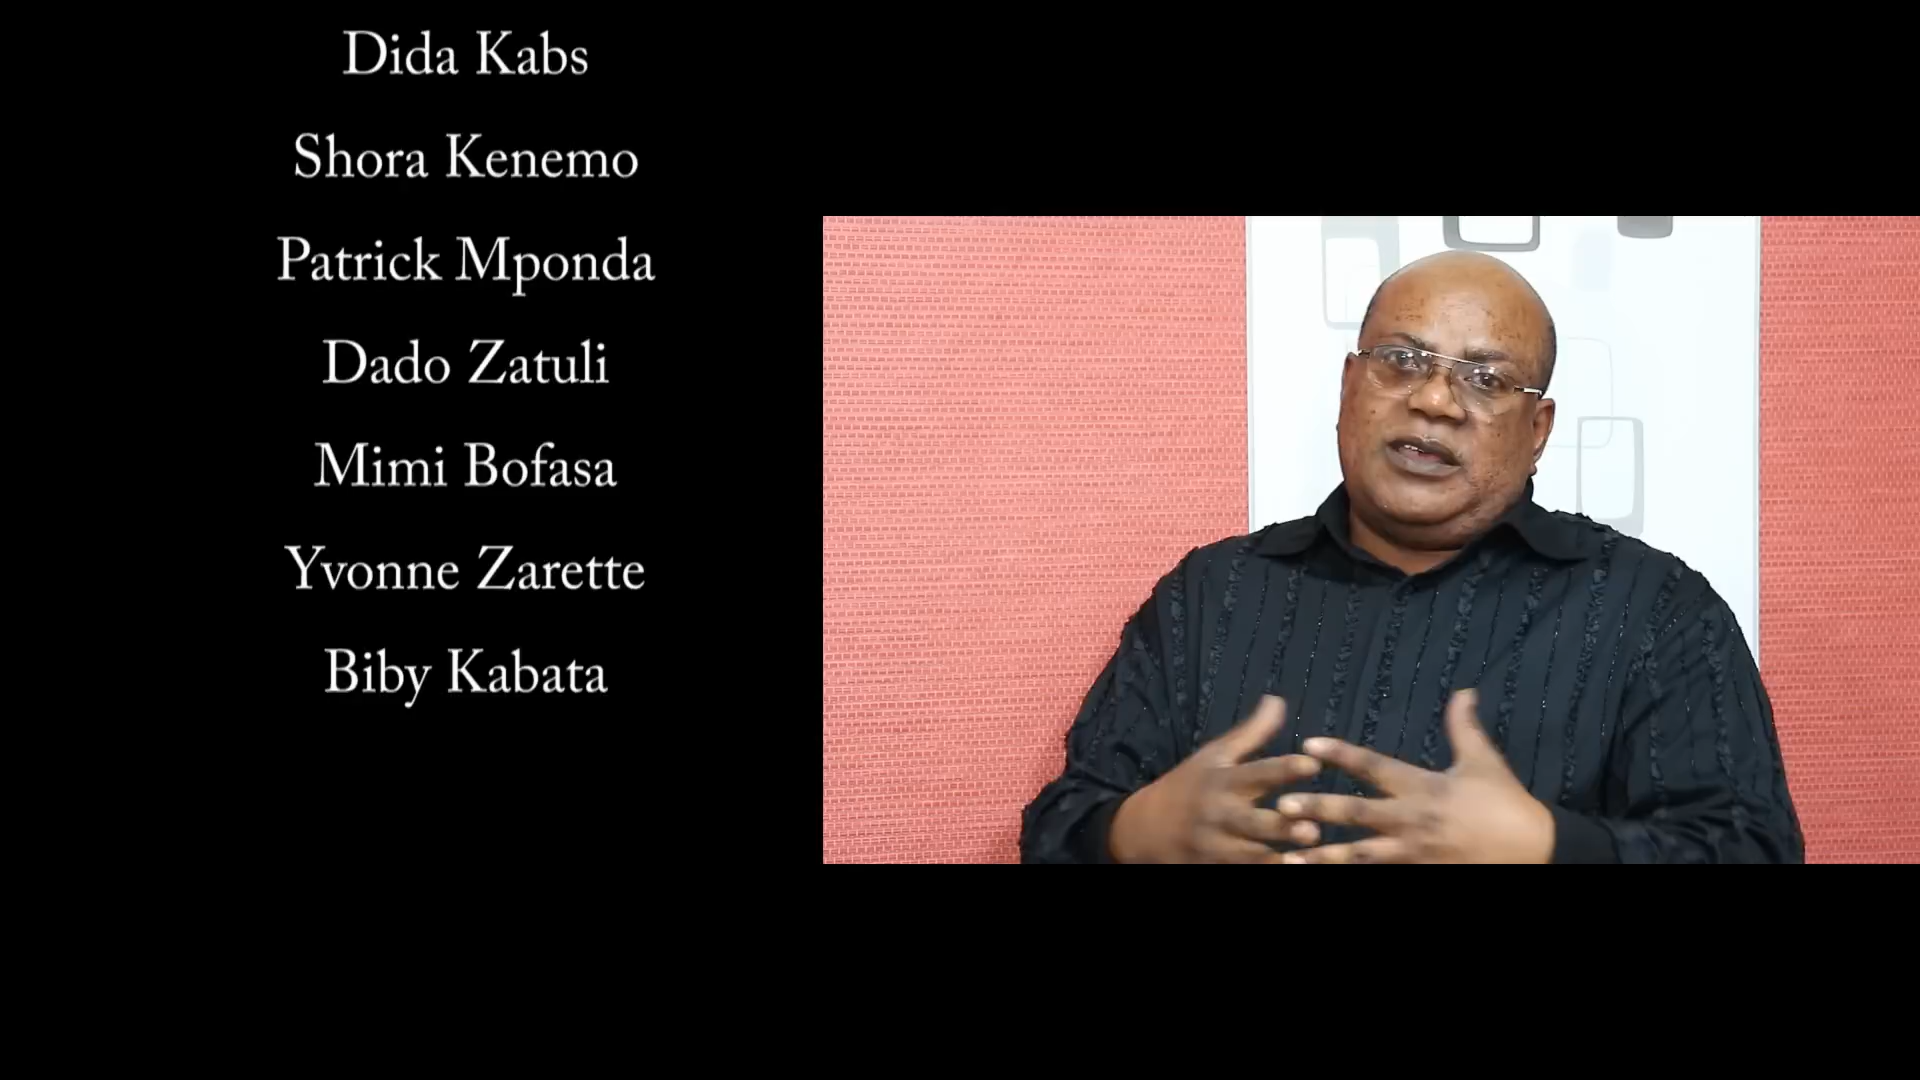 Dida Kabs
Shora Kenemo
Patrick Mponda
Dado Zatuli
Mimi Bofasa
Yvonne Zarette
Biby Kabata